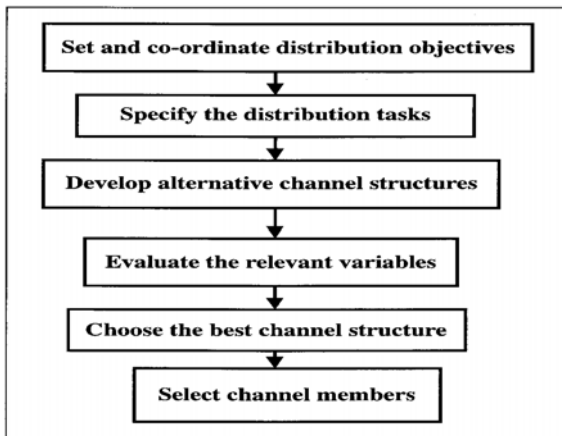 Set and co-ordinate distribution objectives
Specify the distribution tasks
Develop alternative channel structures
Evaluate the relevant variables
Choose the best channel structure
Select channel members